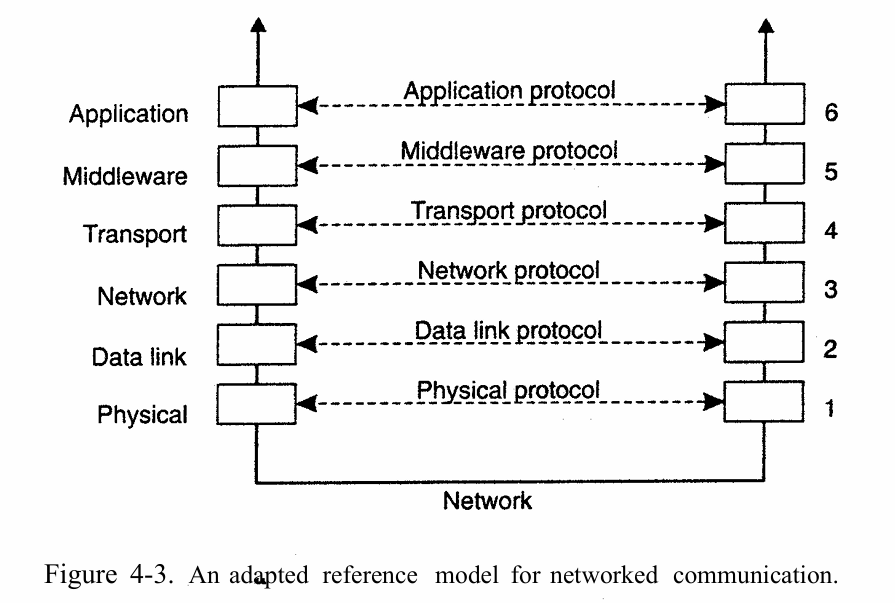 Application protocol
Application 6
Middleware protocol
Middleware 5
Transport protocol
Transport 4
Network protocol
Network 3
Data link protocol
Data link 2
Physical protocol
Physical 1
Network
Figure 4-3. An adapted reference model for networked communication.